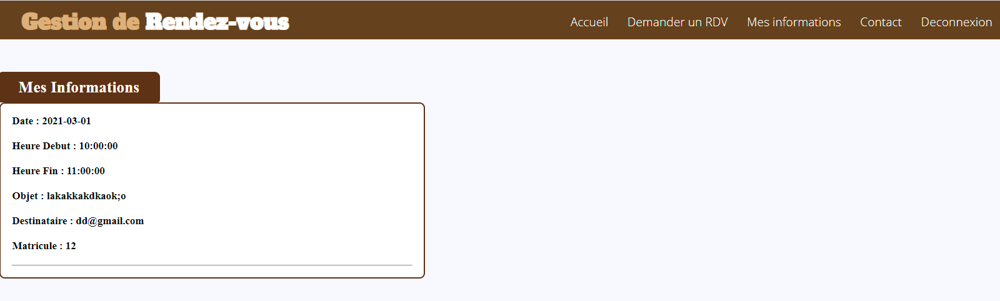 Gestion de Rendez-vous
Accueil Demander un RDV Mes informations Contact Deconnexion
Mes Informations
Date : 2021-03-01
Heure Debut : 10:00:00
Heure Fin : 11:00:00
Objet : lakakkakdkaok;o
Destinataire : dd@gmail.com
Matricule : 12